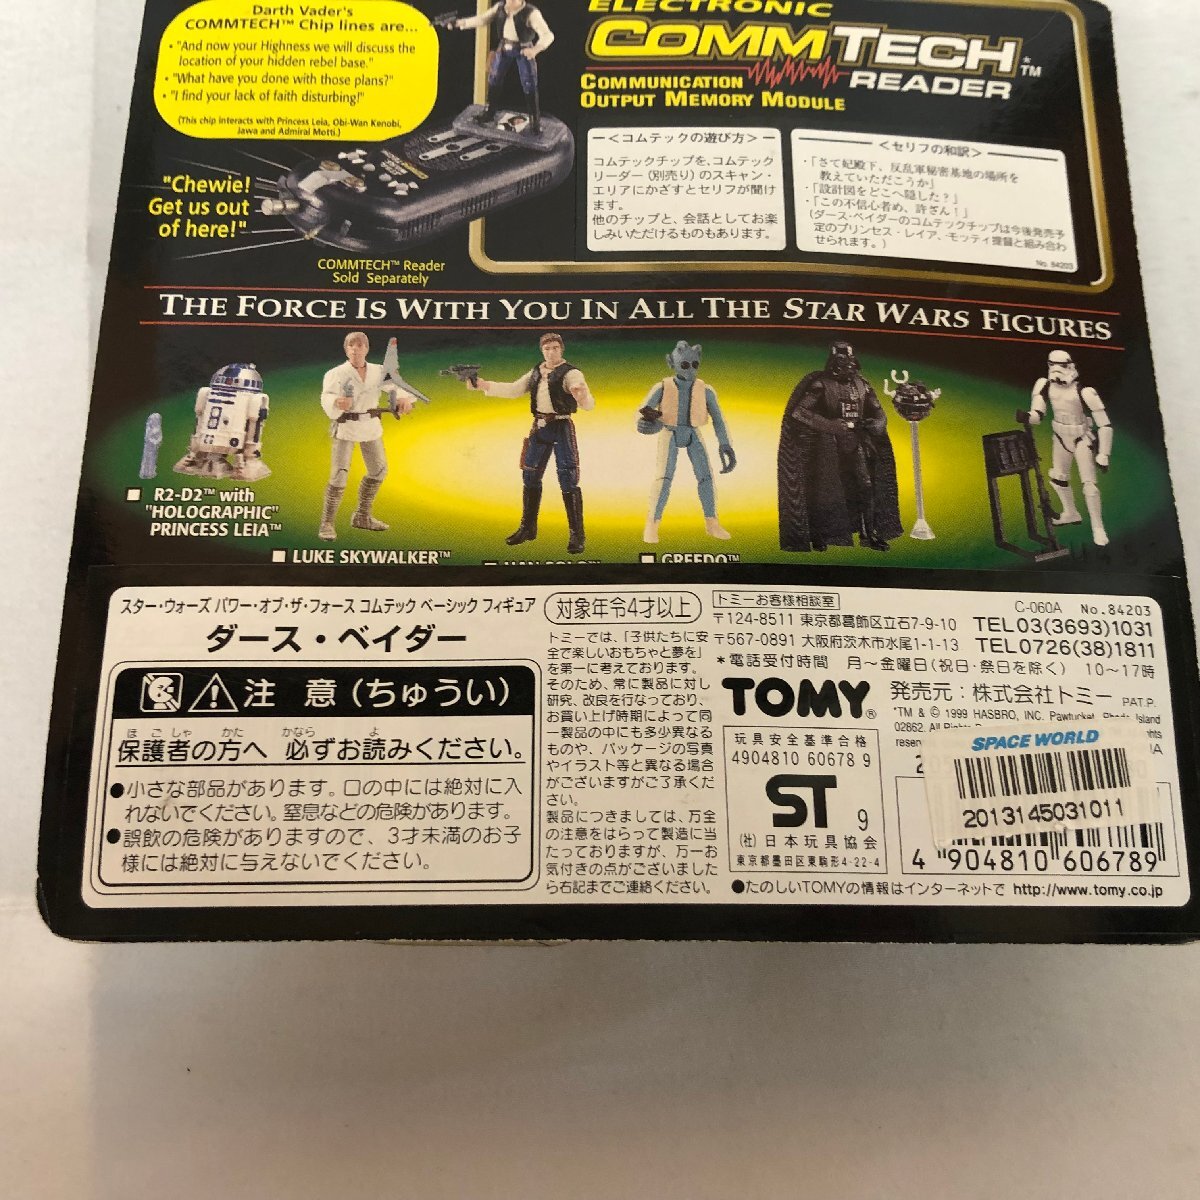 Darth Vader's
COMMTECH™ Chip lines are...
• "And now your Highness we will discuss the
location of your hidden rebel base."
• "What have you done with those plans?"
• "I find your lack of faith disturbing!"
(This chip interacts with Princess Leia, Obi-Wan Kenobi,
Jawa and Admiral Motti.)
"Chewie!
Get us out
of here!"
COMMTECH™ Reader
Sold Separately
ELECTRONIC
COMMTECH™
READER
COMMUNICATION
OUTPUT MEMORY MODULE
<コムテックの遊び方>
コムテックチップを、コムテック
リーダー(別売り)のスキャン・
エリアにかざすとセリフが聞け
ます。
他のチップと、会話としてお楽
しみいただけるものもあります。
<セリフの和訳>
・「さて妃殿下、反乱軍秘密基地の場所を
教えていただこうか」
・「設計図をどこへ隠した?」
・「この不信心者め、許さん!」
(ダース・ベイダーのコムテックチップは今後発売予
定のプリンセス・レイア、モッティ提督と組み合わ
せられます。)
No. 84203
THE FORCE IS WITH YOU IN ALL THE STAR WARS FIGURES
R2-D2™ with
"HOLOGRAPHIC"
PRINCESS LEIA™
LUKE SKYWALKER™
HAN SOLO™
GREEDO™
スター・ウォーズ パワー・オブ・ザ・フォース コムテック ベーシック フィギュア
ダース・ベイダー
注 意(ちゅうい)
保護者の方へ 必ずお読みください。
ほ ご しゃ かた かなら よ
●小さな部品があります。口の中には絶対に入
れないでください。窒息などの危険があります。
●誤飲の危険がありますので、3才未満のお子
様には絶対に与えないでください。
対象年令4才以上
トミーでは、「子供たちに安
全で楽しいおもちゃと夢を」
を第一に考えております。
そのため、常に製品に対し
研究、改良を行なっており、
お買い上げ時期によって同
一製品の中にも多少異なる
ものや、パッケージの写真
やイラスト等と異なる場合
がございますがご了承くだ
さい。
製品につきましては、万全
の注意をはらって製造に当
たっておりますが、万一お
気付きの点がございました
ら右記までご連絡ください。
トミーお客様相談室
C-060A No. 84203
〒124-8511 東京都葛飾区立石7-9-10 TEL03(3693)1031
〒567-0891 大阪府茨木市水尾1-1-13 TEL0726(38)1811
*電話受付時間 月~金曜日(祝日・祭日を除く) 10~17時
TOMY®
発売元:株式会社トミー
PAT.P.
*TM & © 1999 HASBRO, INC. Pawtucket, Rhode Island
02862. All Rights
玩具安全基準合格
4904810 60678 9
ST 9
(社)日本玩具協会
東京都墨田区東駒形4-22-4
SPACE WORLD
2013145031011
4 904810 606789
●たのしいTOMYの情報はインターネットで http://www.tomy.co.jp